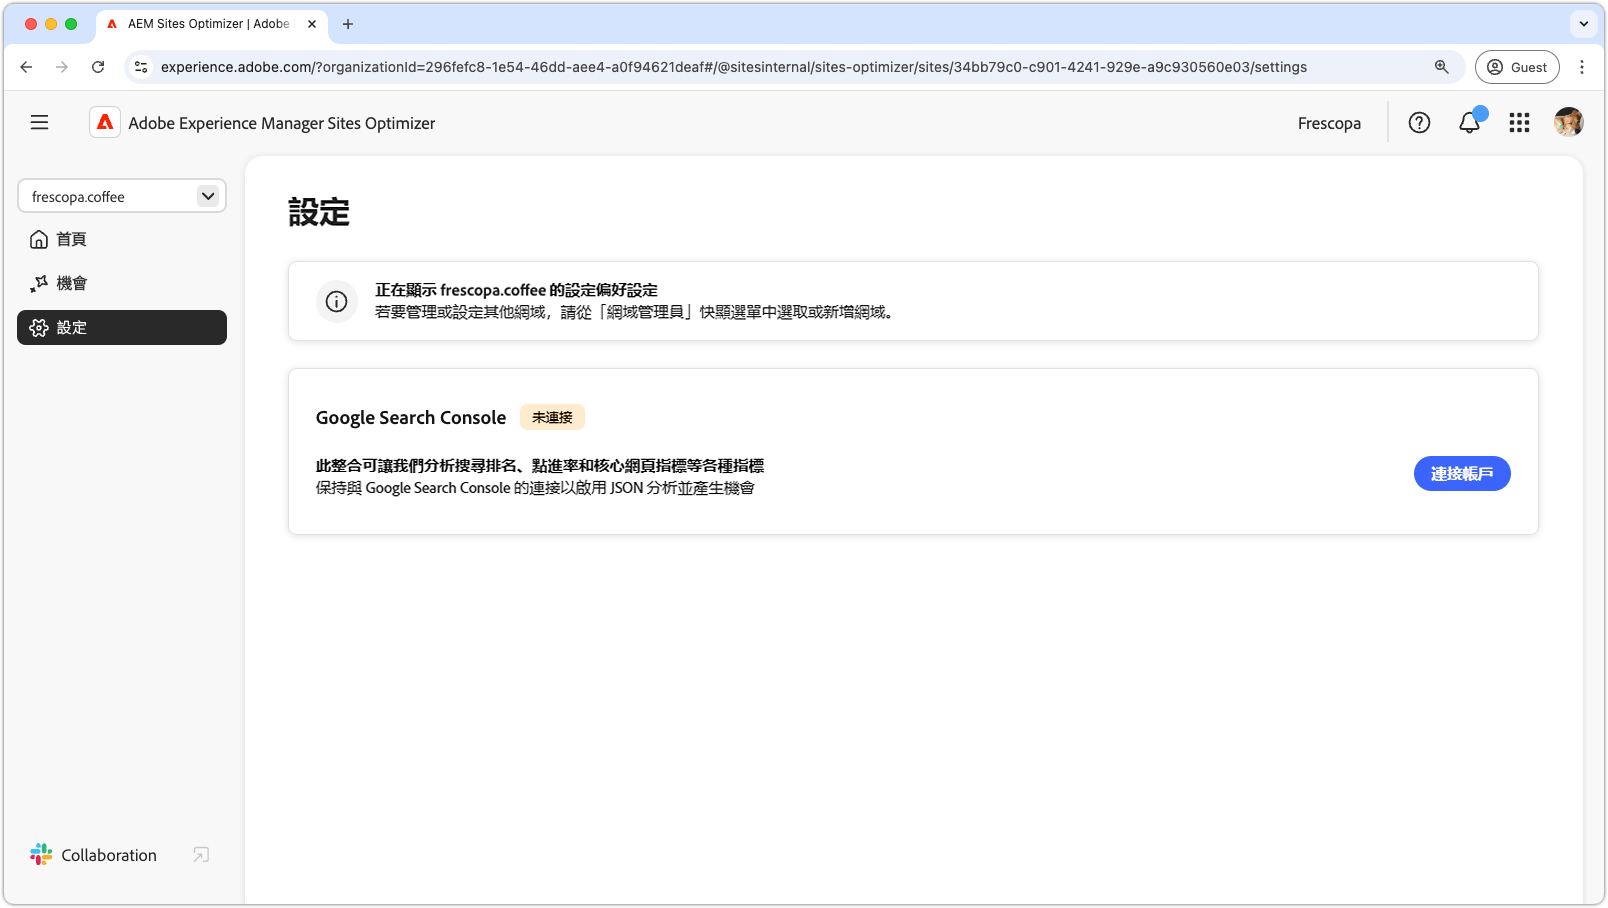 AEM Sites Optimizer | Adobe
experience.adobe.com/?organizationId=296fefc8-1e54-46dd-aee4-a0f94621deaf#/@sitesinternal/sites-optimizer/sites/34bb79c0-c901-4241-929e-a9c930560e03/settings
Guest
Adobe Experience Manager Sites Optimizer
Frescopa
frescopa.coffee
首頁
機會
設定
設定
正在顯示 frescopa.coffee 的設定偏好設定
若要管理或設定其他網域，請從「網域管理員」快顯選單中選取或新增網域。
Google Search Console 未連接
此整合可讓我們分析搜尋排名、點進率和核心網頁指標等各種指標
保持與 Google Search Console 的連接以啟用 JSON 分析並產生機會
連接帳戶
Collaboration